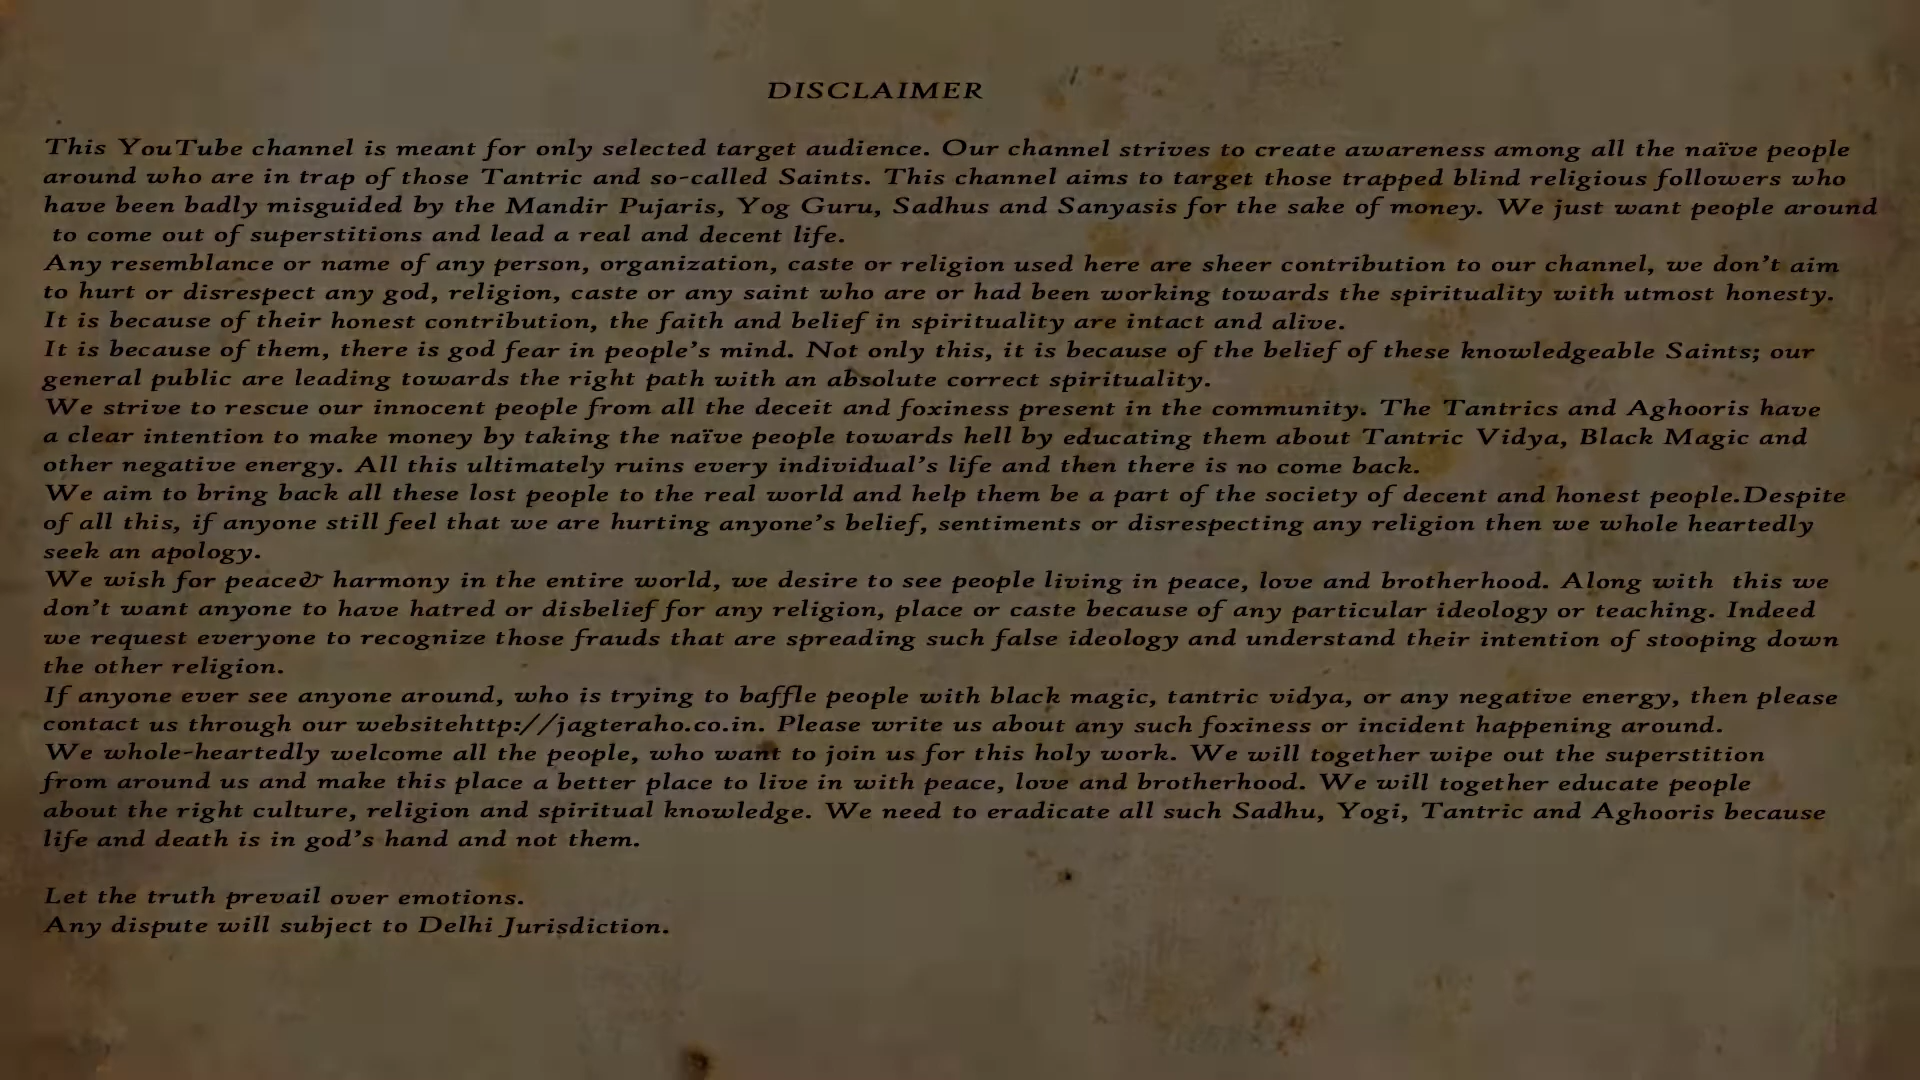 DISCLAIMER
This YouTube channel is meant for only selected target audience. Our channel strives to create awareness among all the naïve people
around who are in trap of those Tantric and so-called Saints. This channel aims to target those trapped blind religious followers who
have been badly misguided by the Mandir Pujaris, Yog Guru, Sadhus and Sanyasis for the sake of money. We just want people around
to come out of superstitions and lead a real and decent life.
Any resemblance or name of any person, organization, caste or religion used here are sheer contribution to our channel, we don't aim
to hurt or disrespect any god, religion, caste or any saint who are or had been working towards the spirituality with utmost honesty.
It is because of their honest contribution, the faith and belief in spirituality are intact and alive.
It is because of them, there is god fear in people's mind. Not only this, it is because of the belief of these knowledgeable Saints; our
general public are leading towards the right path with an absolute correct spirituality.
We strive to rescue our innocent people from all the deceit and foxiness present in the community. The Tantrics and Aghooris have
a clear intention to make money by taking the naïve people towards hell by educating them about Tantric Vidya, Black Magic and
other negative energy. All this ultimately ruins every individual's life and then there is no come back.
We aim to bring back all these lost people to the real world and help them be a part of the society of decent and honest people.Despite
of all this, if anyone still feel that we are hurting anyone's belief, sentiments or disrespecting any religion then we whole heartedly
seek an apology.
We wish for peace& harmony in the entire world, we desire to see people living in peace, love and brotherhood. Along with  this we
don't want anyone to have hatred or disbelief for any religion, place or caste because of any particular ideology or teaching. Indeed
we request everyone to recognize those frauds that are spreading such false ideology and understand their intention of stooping down
the other religion.
If anyone ever see anyone around, who is trying to baffle people with black magic, tantric vidya, or any negative energy, then please
contact us through our websitehttp://jagteraho.co.in. Please write us about any such foxiness or incident happening around.
We whole-heartedly welcome all the people, who want to join us for this holy work. We will together wipe out the superstition
from around us and make this place a better place to live in with peace, love and brotherhood. We will together educate people
about the right culture, religion and spiritual knowledge. We need to eradicate all such Sadhu, Yogi, Tantric and Aghooris because
life and death is in god's hand and not them.
Let the truth prevail over emotions.
Any dispute will subject to Delhi Jurisdiction.